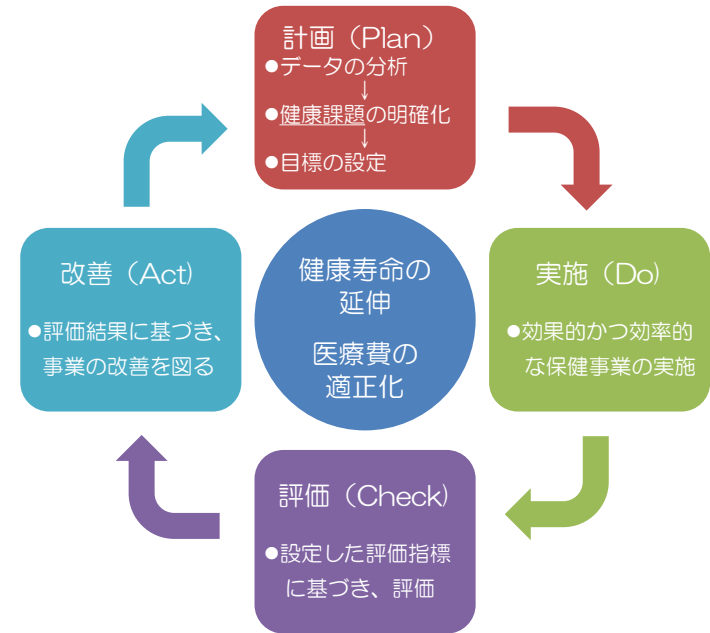 計画（Plan）
●データの分析
↓
●健康課題の明確化
↓
●目標の設定
改善（Act)
●評価結果に基づき、
事業の改善を図る
健康寿命の
延伸
医療費の
適正化
実施（Do)
●効果的かつ効率的
な保健事業の実施
評価（Check)
●設定した評価指標
に基づき、評価